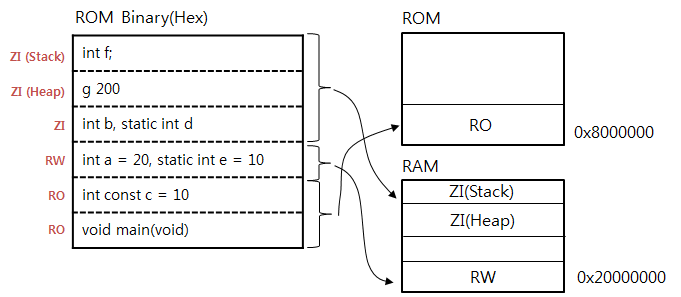 ROM Binary(Hex)
ZI (Stack) int f;
ZI (Heap) g 200
ZI int b, static int d
RW int a = 20, static int e = 10
RO int const c = 10
RO void main(void)
ROM
RO
0x8000000
RAM
ZI(Stack)
ZI(Heap)
RW
0x20000000